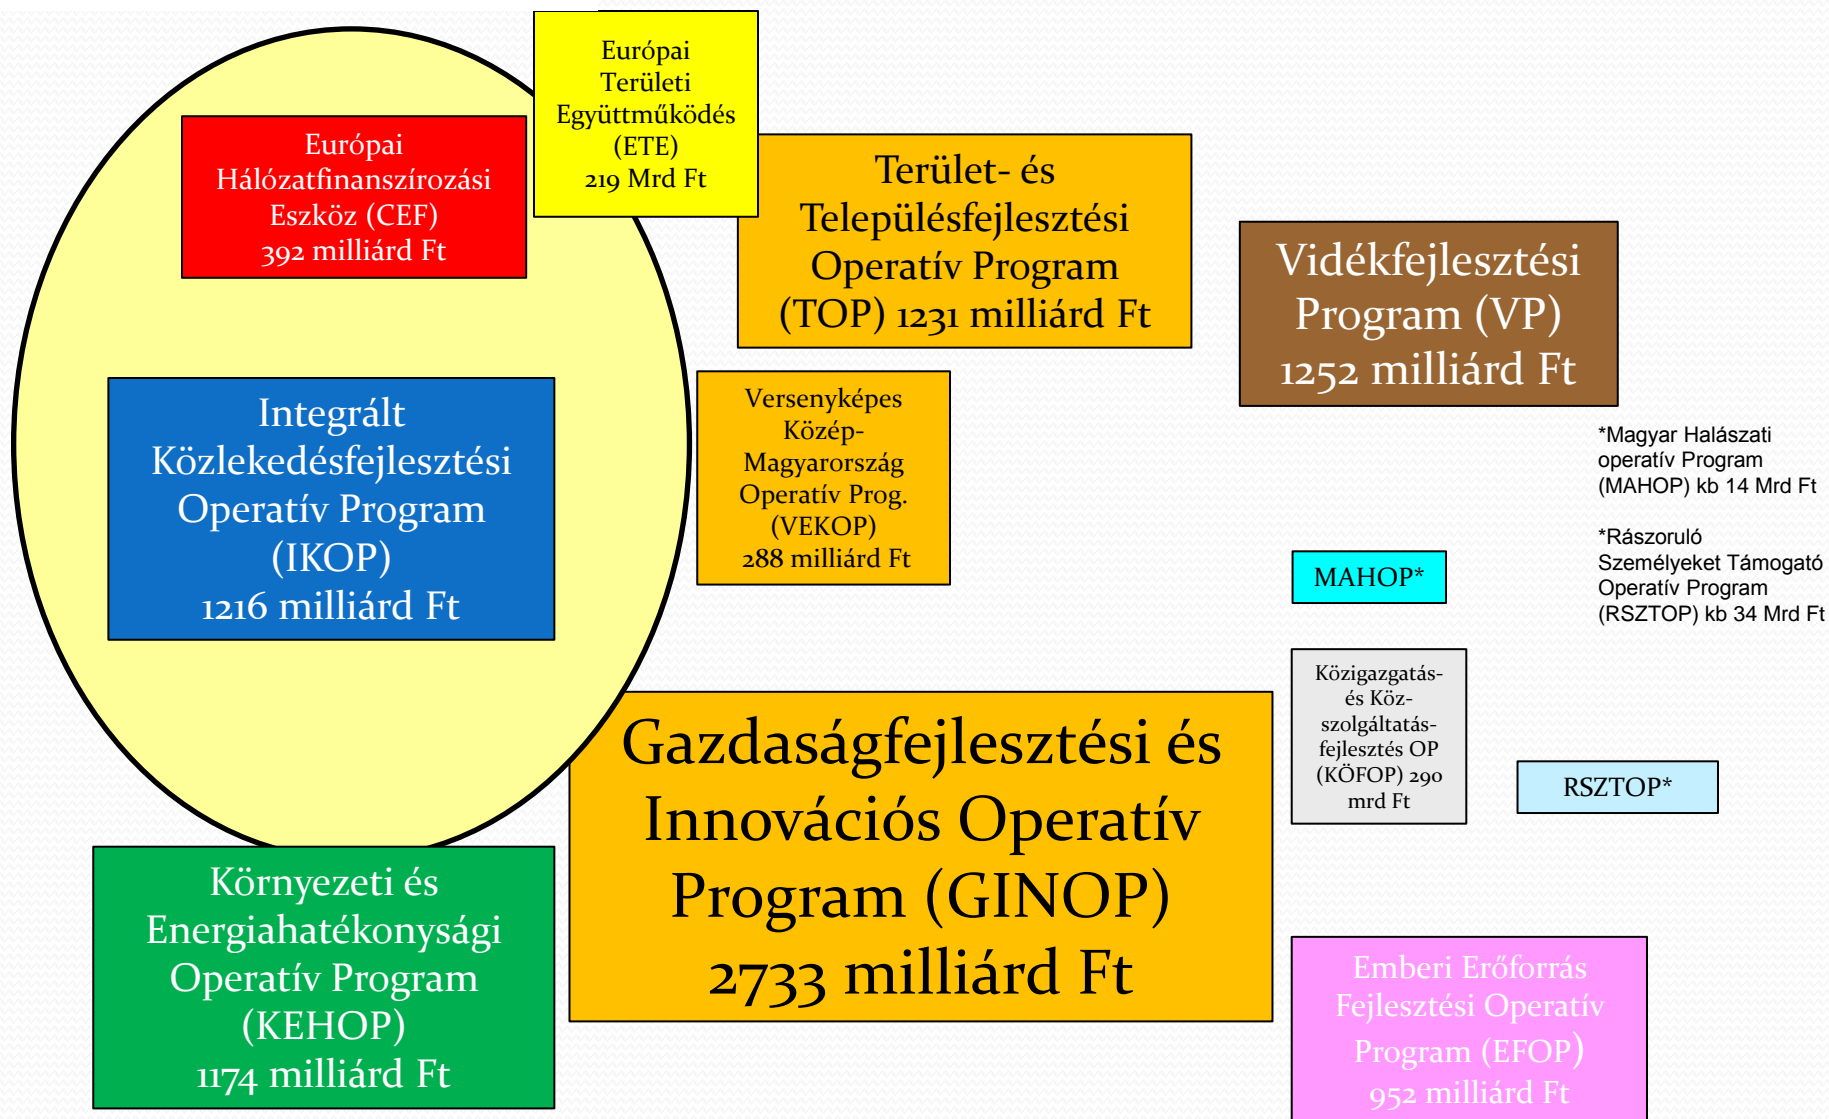 Európai
Területi
Együttműködés
(ETE)
219 Mrd Ft
Európai
Hálózatfinanszírozási
Eszköz (CEF)
392 milliárd Ft
Terület- és
Településfejlesztési
Operatív Program
(TOP) 1231 milliárd Ft
Vidékfejlesztési
Program (VP)
1252 milliárd Ft
Integrált
Közlekedésfejlesztési
Operatív Program
(IKOP)
1216 milliárd Ft
Versenyképes
Közép-
Magyarország
Operatív Prog.
(VEKOP)
288 milliárd Ft
*Magyar Halászati
operatív Program
(MAHOP) kb 14 Mrd Ft
*Rászoruló
Személyeket Támogató
Operatív Program
(RSZTOP) kb 34 Mrd Ft
MAHOP*
Közigazgatás-
és Köz-
szolgáltatás-
fejlesztés OP
(KÖFOP) 290
mrd Ft
RSZTOP*
Gazdaságfejlesztési és
Innovációs Operatív
Program (GINOP)
2733 milliárd Ft
Környezeti és
Energiahatékonysági
Operatív Program
(KEHOP)
1174 milliárd Ft
Emberi Erőforrás
Fejlesztési Operatív
Program (EFOP)
952 milliárd Ft